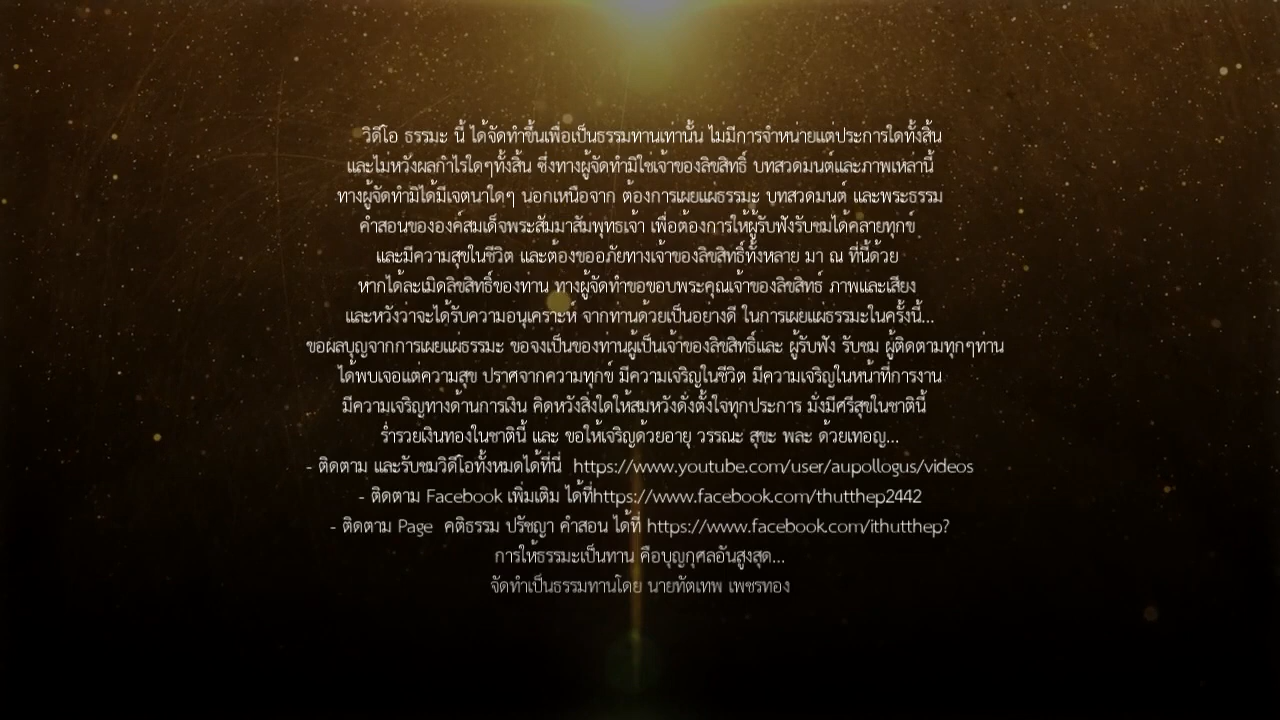 วิดีโอ ธรรมะ นี้ ได้จัดทำขึ้นเพื่อเป็นธรรมทานเท่านั้น ไม่มีการจำหน่ายแต่ประการใดทั้งสิ้น
และไม่หวังผลกำไรใดๆทั้งสิ้น ซึ่งทางผู้จัดทำมิใช่เจ้าของลิขสิทธิ์ บทสวดมนต์และภาพเหล่านี้
ทางผู้จัดทำมิได้มีเจตนาใดๆ นอกเหนือจาก ต้องการเผยแผ่ธรรมะ บทสวดมนต์ และพระธรรม
คำสอนขององค์สมเด็จพระสัมมาสัมพุทธเจ้า เพื่อต้องการให้ผู้รับฟังรับชมได้คลายทุกข์
และมีความสุขในชีวิต และต้องขออภัยทางเจ้าของลิขสิทธิ์ทั้งหลาย มา ณ ที่นี้ด้วย
หากได้ละเมิดลิขสิทธิ์ของท่าน ทางผู้จัดทำขอขอบพระคุณเจ้าของลิขสิทธิ์ ภาพและเสียง
และหวังว่าจะได้รับความอนุเคราะห์ จากท่านด้วยเป็นอย่างดี ในการเผยแผ่ธรรมะในครั้งนี้...
ขอผลบุญจากการเผยแผ่ธรรมะ ขอจงเป็นของท่านผู้เป็นเจ้าของลิขสิทธิ์และ ผู้รับฟัง รับชม ผู้ติดตามทุกๆท่าน
ได้พบเจอแต่ความสุข ปราศจากความทุกข์ มีความเจริญในชีวิต มีความเจริญในหน้าที่การงาน
มีความเจริญทางด้านการเงิน คิดหวังสิ่งใดให้สมหวังดั่งตั้งใจทุกประการ มั่งมีศรีสุขในชาตินี้
ร่ำรวยเงินทองในชาตินี้ และ ขอให้เจริญด้วยอายุ วรรณะ สุขะ พละ ด้วยเทอญ...
- ติดตาม และรับชมวิดีโอทั้งหมดได้ที่นี่ https://www.youtube.com/user/aupollogus/videos
- ติดตาม Facebook เพิ่มเติม ได้ที่https://www.facebook.com/thutthep2442
- ติดตาม Page คติธรรม ปรัชญา คำสอน ได้ที่ https://www.facebook.com/ithutthep?
การให้ธรรมะเป็นทาน คือบุญกุศลอันสูงสุด...
จัดทำเป็นธรรมทานโดย นายทัตเทพ เพชรทอง